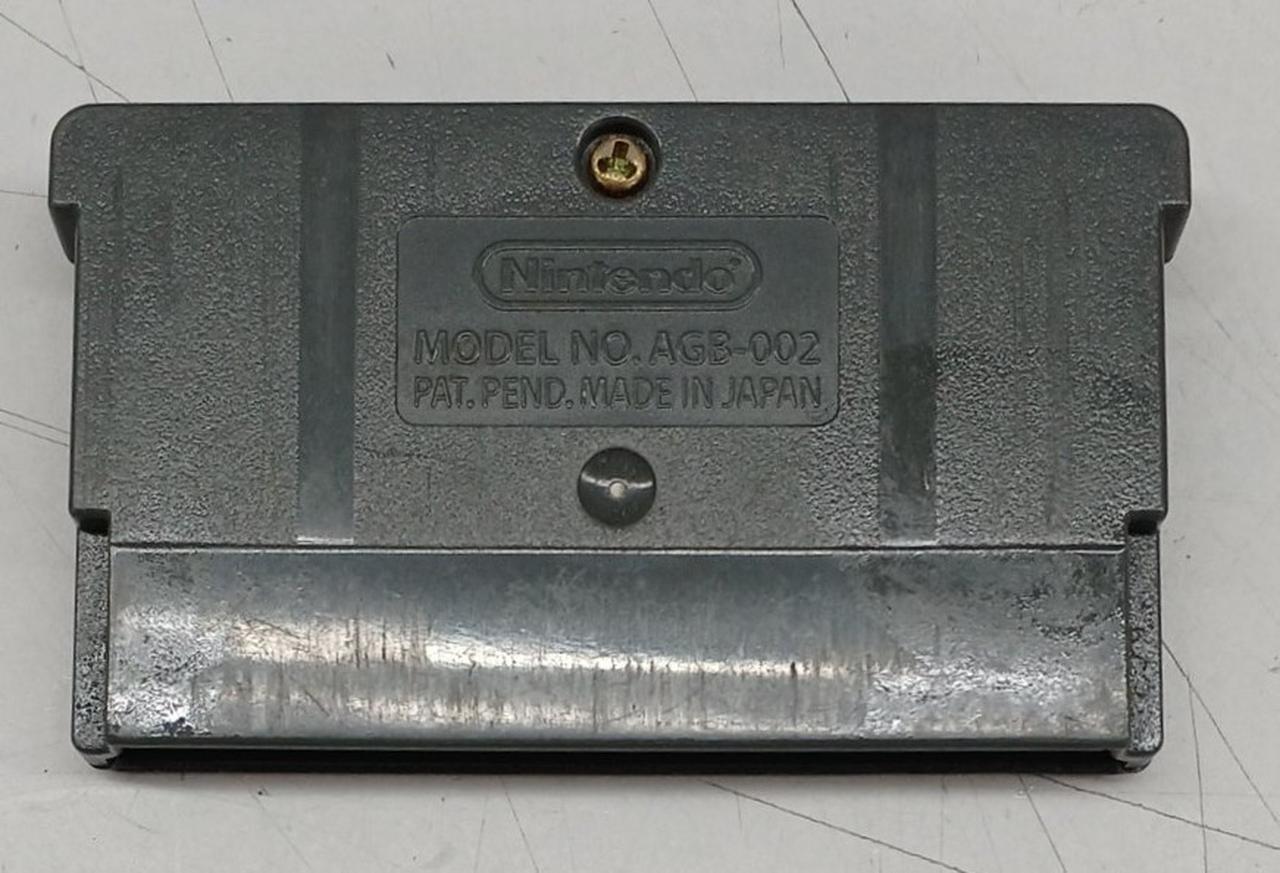 Nintendo®
MODEL NO. AGB-002
PAT. PEND. MADE IN JAPAN